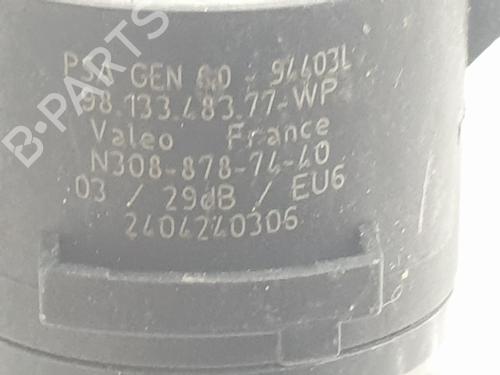 PSA GEN 6.0 - 94403L
98.133.483.77-WP
Valeo France
N308-878-74-40
03 / 29dB / EU6
2404240306